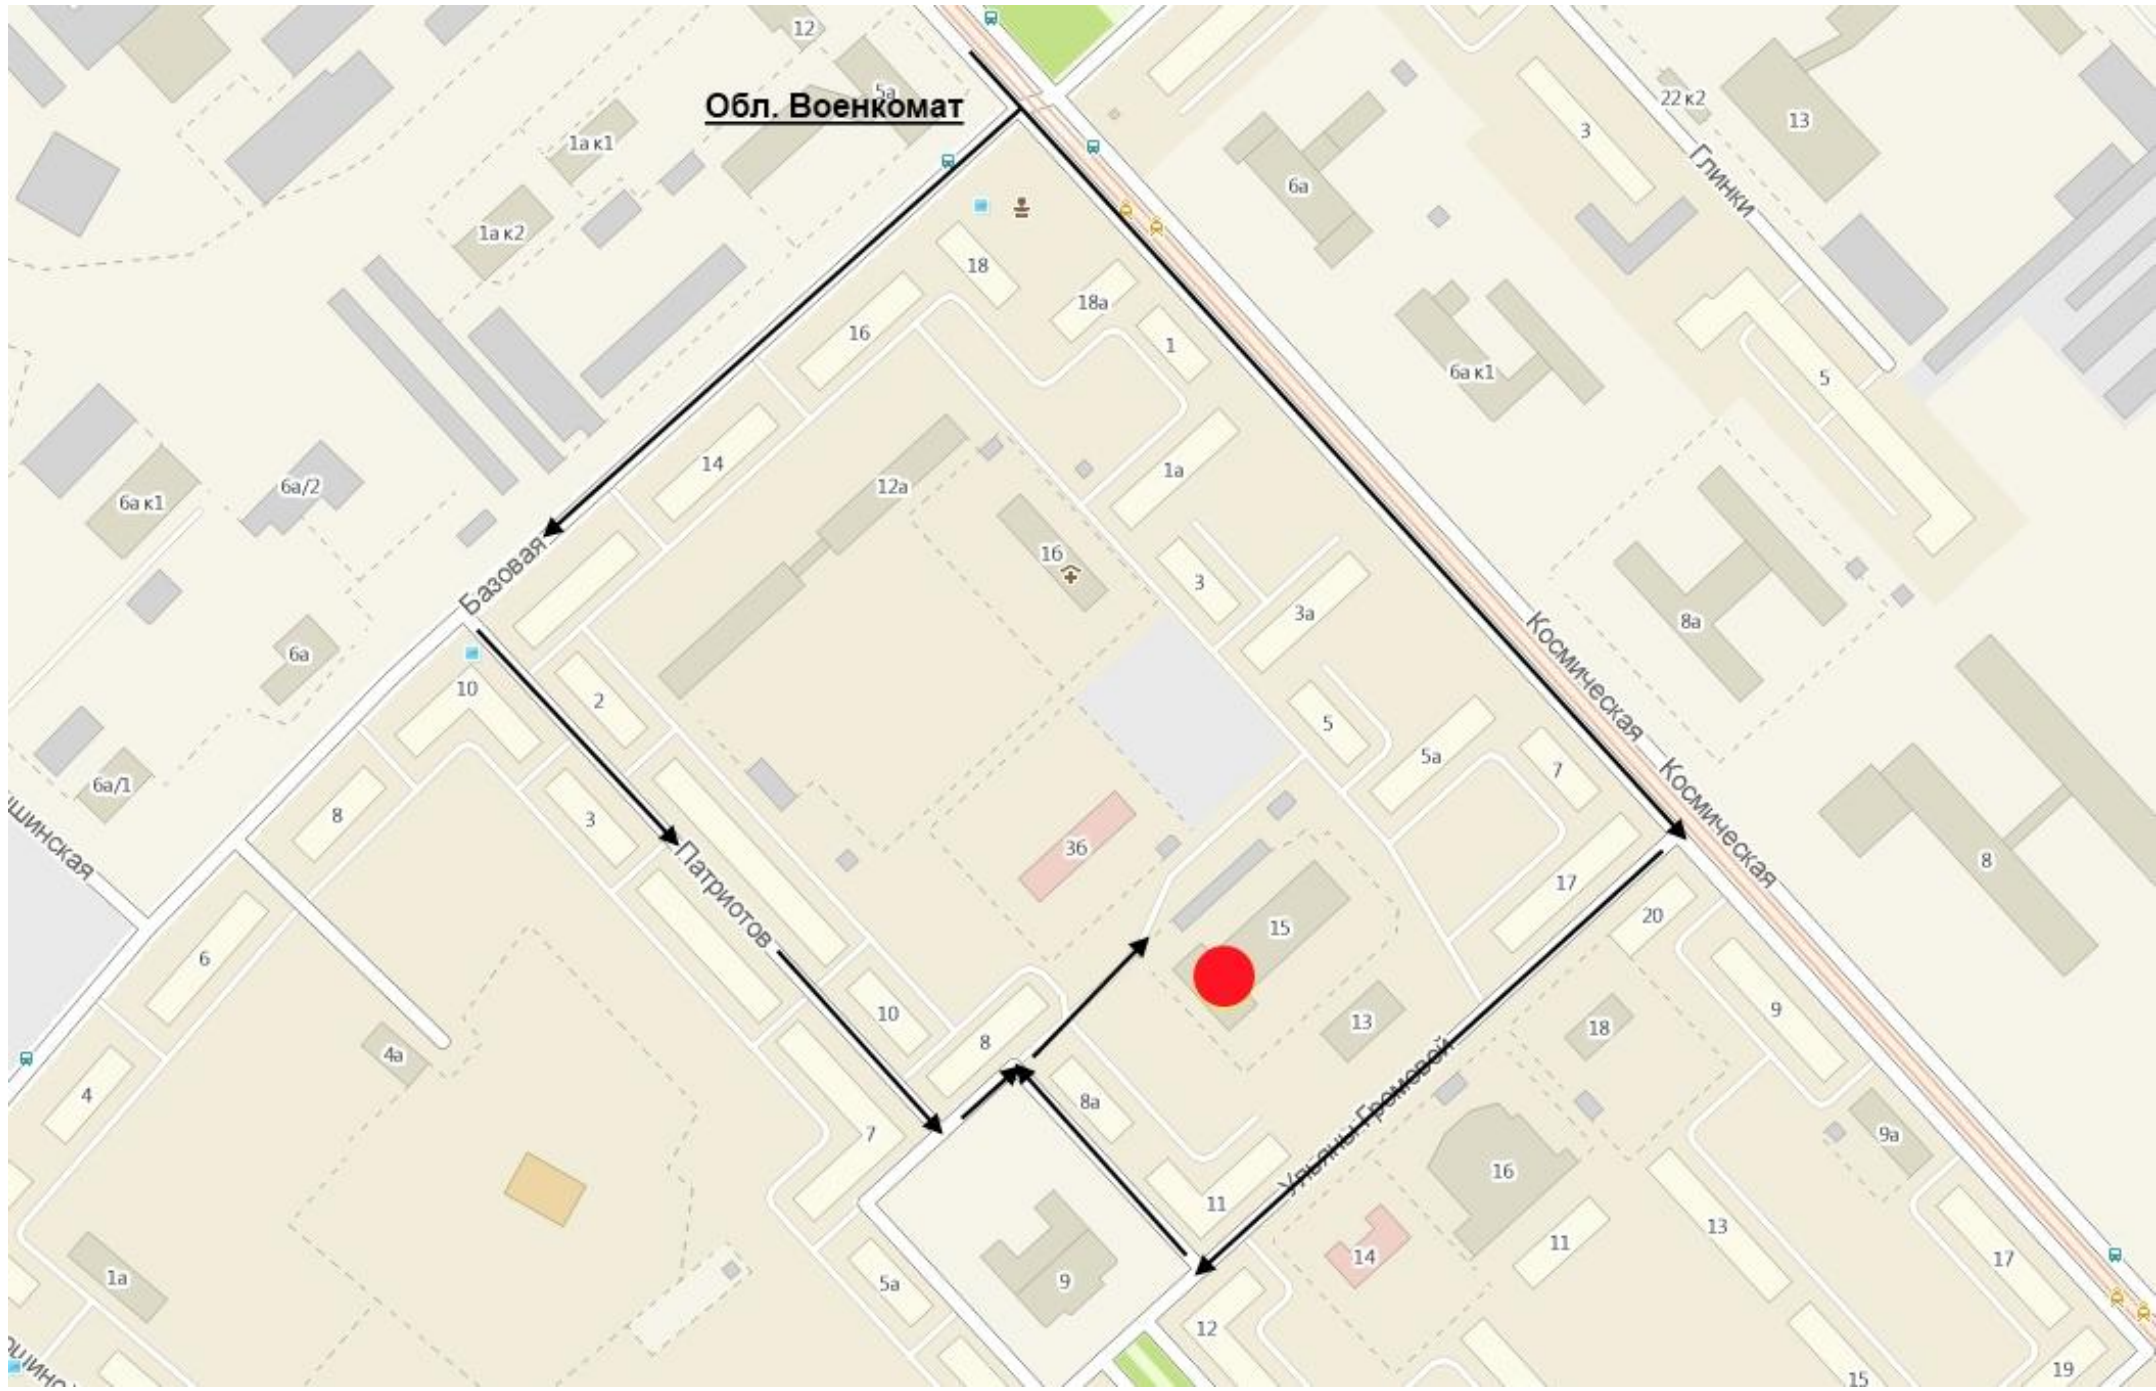 12
5а
Обл. Военкомат
1а к1
22 к2
13
3
Глинки
6а
1а к2
18
18а
16
1
6а к1
5
14
1а
12а
6а/2
6а к1
16
3
3а
Базовая
8а
Космическая
6а
10
2
5
5а
7
Космическая
6а/1
8
3
36
Патриотов
8
17
15
20
6
10
13
9
18
8
4а
4
8а
7
Ульяны Громовой
9а
16
11
14
11
13
17
1а
5а
9
12
19
15